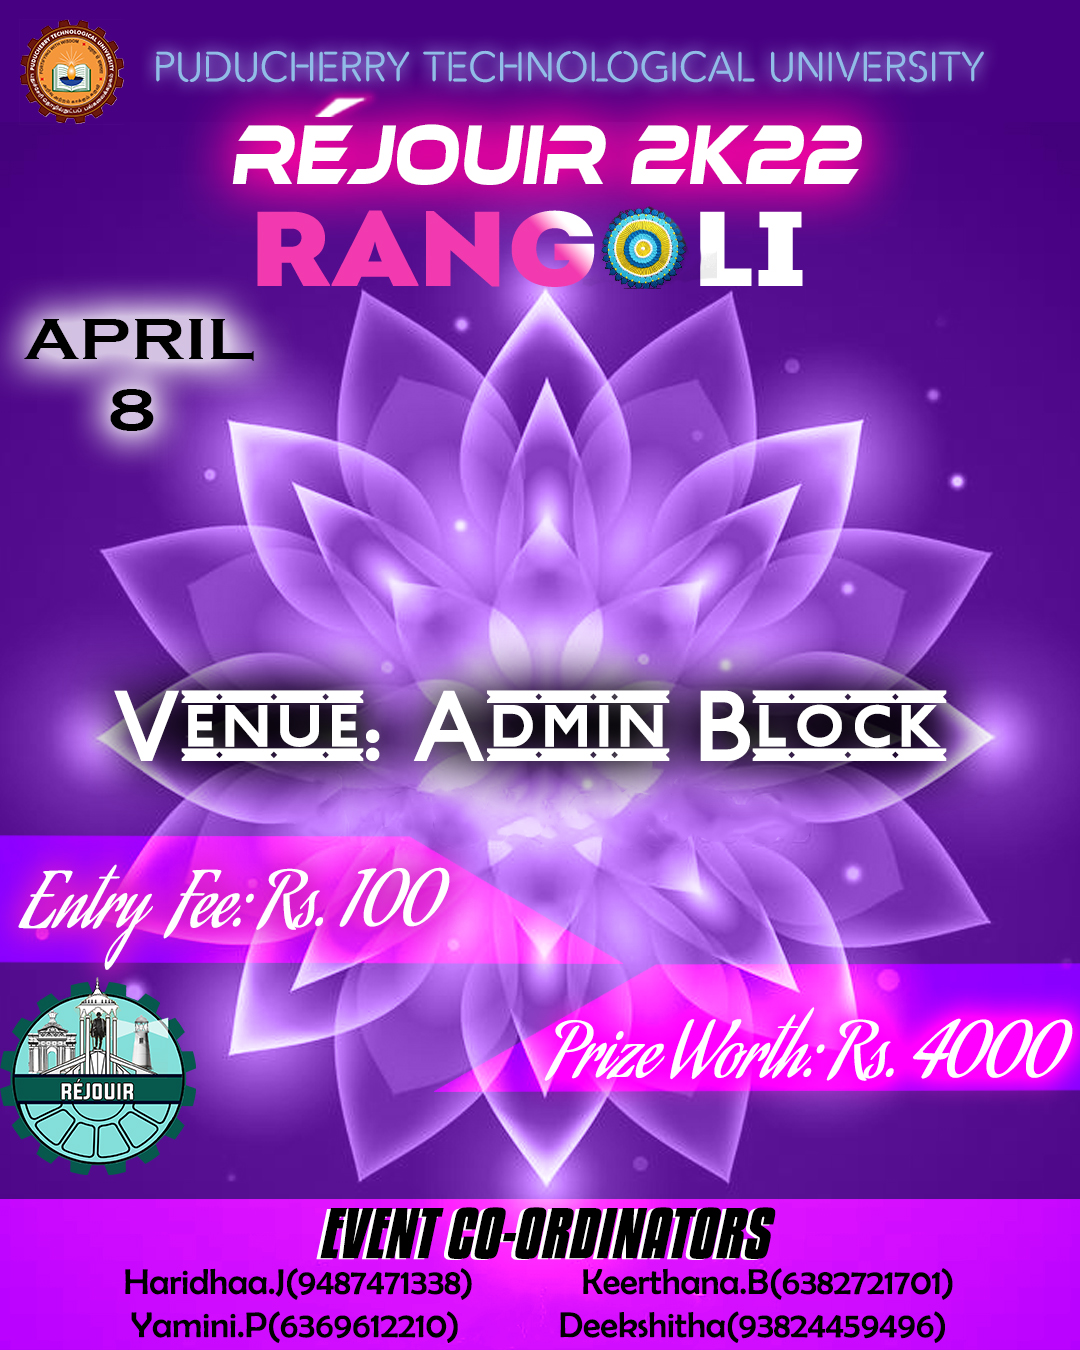 PUDUCHERRY TECHNOLOGICAL UNIVERSITY
RÉJOUIR 2K22
RANGOLI
APRIL
8
VENUE: ADMIN BLOCK
Entry Fee: Rs. 100
Prize Worth: Rs. 4000
RÉJOUIR
EVENT CO-ORDINATORS
Haridhaa.J(9487471338) Keerthana.B(6382721701)
Yamini.P(6369612210) Deekshitha(93824459496)